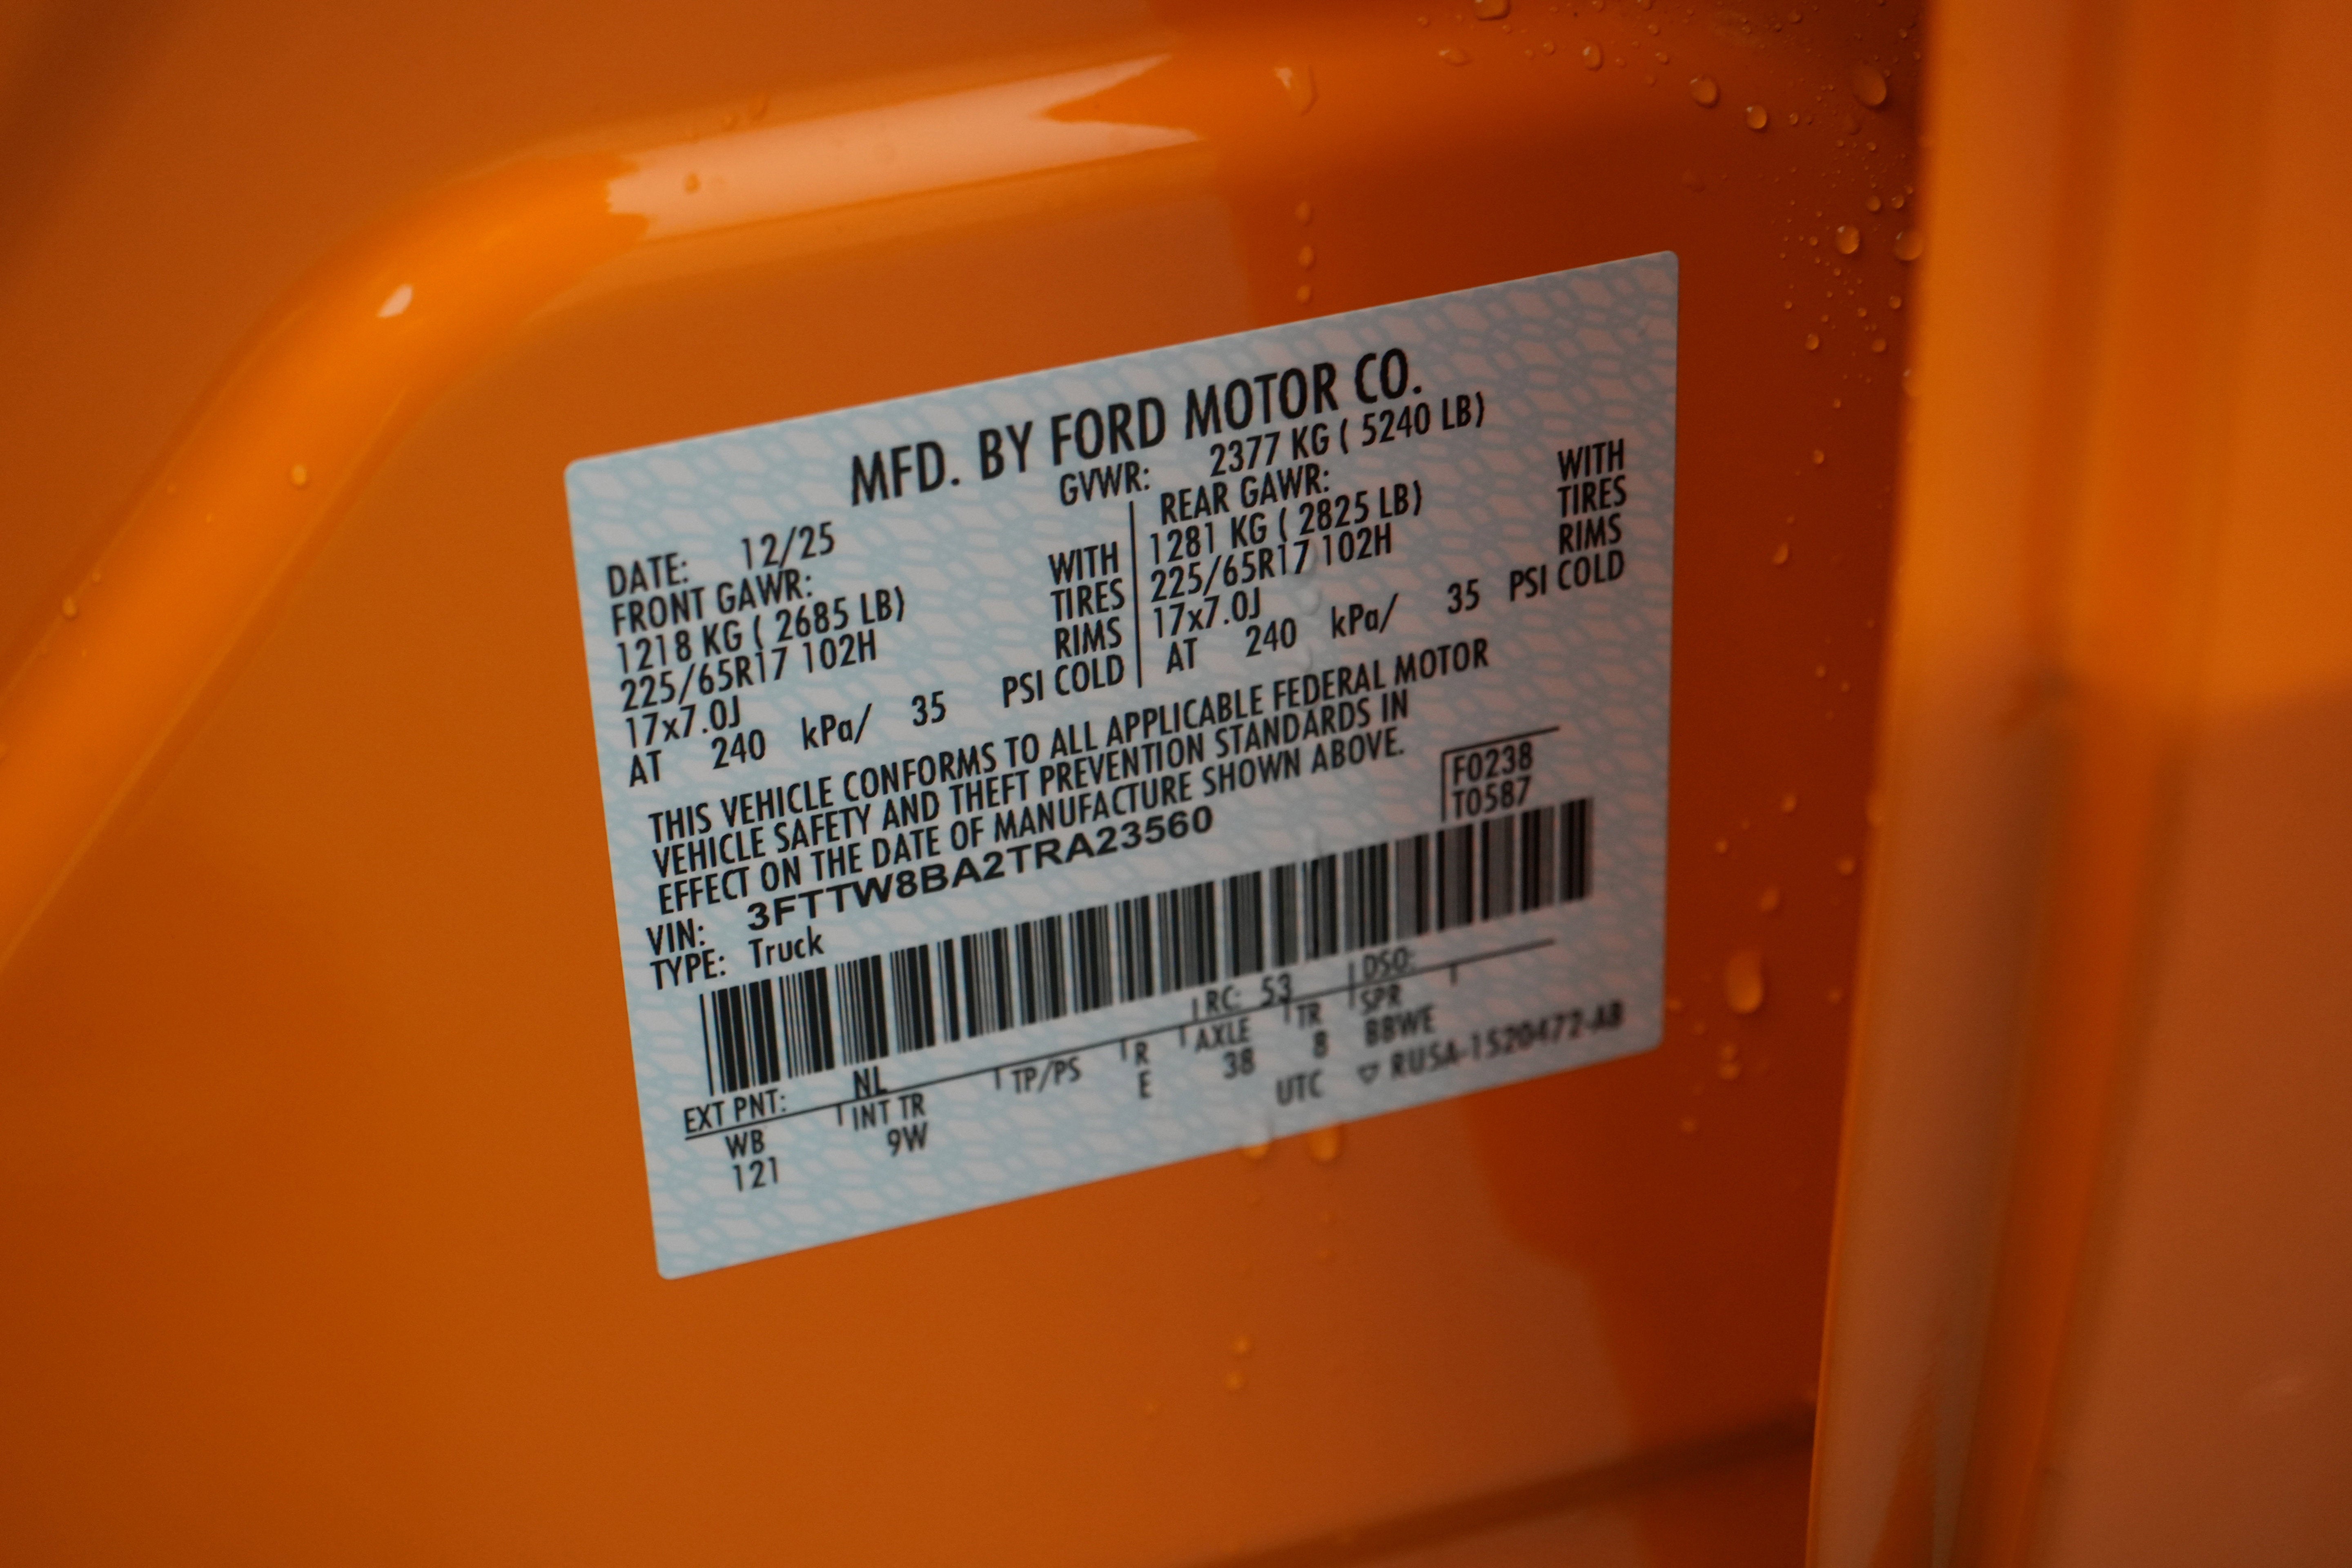 MFD. BY FORD MOTOR CO.
DATE: 12/25 GVWR: 2377 KG ( 5240 LB)
FRONT GAWR: REAR GAWR:
1218 KG ( 2685 LB) WITH 1281 KG ( 2825 LB) WITH
225/65R17 102H TIRES 225/65R17 102H TIRES
17x7.0J RIMS 17x7.0J RIMS
AT 240 kPa/ 35 PSI COLD AT 240 kPa/ 35 PSI COLD
THIS VEHICLE CONFORMS TO ALL APPLICABLE FEDERAL MOTOR
VEHICLE SAFETY AND THEFT PREVENTION STANDARDS IN
EFFECT ON THE DATE OF MANUFACTURE SHOWN ABOVE.
VIN: 3FTTW8BA2TRA23560 F0238
TYPE: Truck T0587
EXT PNT: NL RC: 53 DSO:
WB INT TR TP/PS R AXLE TR SPR
121 9W E 38 8 BBWE
UTC ▽ RUSA-1520472-AB